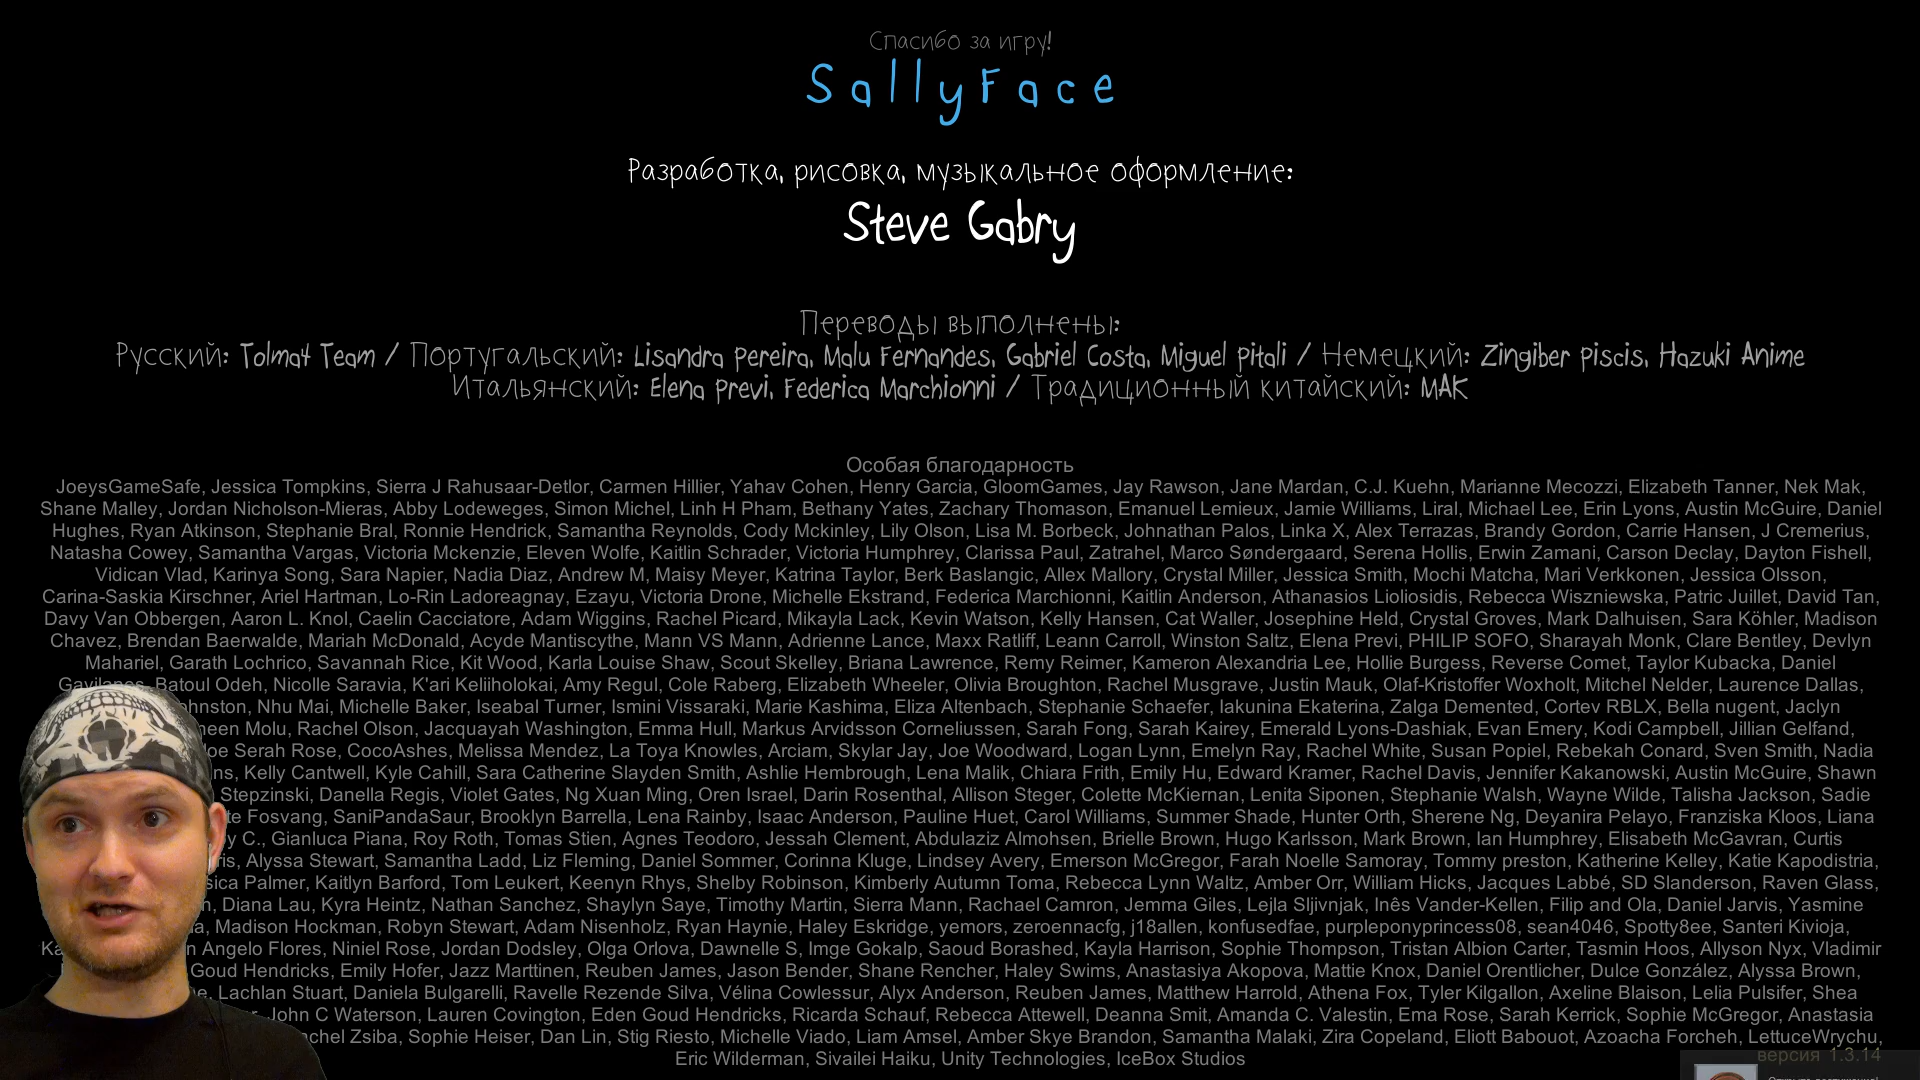 Спасибо за игру!
SallyFace
Разработка, рисовка, музыкальное оформление:
Steve Gabry
Переводы выполнены:
Русский: Tolma4 Team / Португальский: Lisandra Pereira, Malu Fernandes, Gabriel Costa, Miguel Pitali / Немецкий: Zingiber Piscis, Hazuki Anime
Итальянский: Elena Previ, Federica Marchionni / Традиционный китайский: MAK
Особая благодарность
JoeysGameSafe, Jessica Tompkins, Sierra J Rahusaar-Detlor, Carmen Hillier, Yahav Cohen, Henry Garcia, GloomGames, Jay Rawson, Jane Mardan, C.J. Kuehn, Marianne Mecozzi, Elizabeth Tanner, Nek Mak,
Shane Malley, Jordan Nicholson-Mieras, Abby Lodeweges, Simon Michel, Linh H Pham, Bethany Yates, Zachary Thomason, Emanuel Lemieux, Jamie Williams, Liral, Michael Lee, Erin Lyons, Austin McGuire, Daniel
Hughes, Ryan Atkinson, Stephanie Bral, Ronnie Hendrick, Samantha Reynolds, Cody Mckinley, Lily Olson, Lisa M. Borbeck, Johnathan Palos, Linka X, Alex Terrazas, Brandy Gordon, Carrie Hansen, J Cremerius,
Natasha Cowey, Samantha Vargas, Victoria Mckenzie, Eleven Wolfe, Kaitlin Schrader, Victoria Humphrey, Clarissa Paul, Zatrahel, Marco Søndergaard, Serena Hollis, Erwin Zamani, Carson Declay, Dayton Fishell,
Vidican Vlad, Karinya Song, Sara Napier, Nadia Diaz, Andrew M, Maisy Meyer, Katrina Taylor, Berk Baslangic, Allex Mallory, Crystal Miller, Jessica Smith, Mochi Matcha, Mari Verkkonen, Jessica Olsson,
Carina-Saskia Kirschner, Ariel Hartman, Lo-Rin Ladoreagnay, Ezayu, Victoria Drone, Michelle Ekstrand, Federica Marchionni, Kaitlin Anderson, Athanasios Lioliosidis, Rebecca Wiszniewska, Patric Juillet, David Tan,
Davy Van Obbergen, Aaron L. Knol, Caelin Cacciatore, Adam Wiggins, Rachel Picard, Mikayla Lack, Kevin Watson, Kelly Hansen, Cat Waller, Josephine Held, Crystal Groves, Mark Dalhuisen, Sara Köhler, Madison
Chavez, Brendan Baerwalde, Mariah McDonald, Acyde Mantiscythe, Mann VS Mann, Adrienne Lance, Maxx Ratliff, Leann Carroll, Winston Saltz, Elena Previ, PHILIP SOFO, Sharayah Monk, Clare Bentley, Devlyn
Mahariel, Garath Lochrico, Savannah Rice, Kit Wood, Karla Louise Shaw, Scout Skelley, Briana Lawrence, Remy Reimer, Kameron Alexandria Lee, Hollie Burgess, Reverse Comet, Taylor Kubacka, Daniel
Batoul Odeh, Nicolle Saravia, K'ari Keliiholokai, Amy Regul, Cole Raberg, Elizabeth Wheeler, Olivia Broughton, Rachel Musgrave, Justin Mauk, Olaf-Kristoffer Woxholt, Mitchel Nelder, Laurence Dallas,
Nhu Mai, Michelle Baker, Iseabal Turner, Ismini Vissaraki, Marie Kashima, Eliza Altenbach, Stephanie Schaefer, Iakunina Ekaterina, Zalga Demented, Cortev RBLX, Bella nugent, Jaclyn
Molu, Rachel Olson, Jacquayah Washington, Emma Hull, Markus Arvidsson Corneliussen, Sarah Fong, Sarah Kairey, Emerald Lyons-Dashiak, Evan Emery, Kodi Campbell, Jillian Gelfand,
Serah Rose, CocoAshes, Melissa Mendez, La Toya Knowles, Arciam, Skylar Jay, Joe Woodward, Logan Lynn, Emelyn Ray, Rachel White, Susan Popiel, Rebekah Conard, Sven Smith, Nadia
Kelly Cantwell, Kyle Cahill, Sara Catherine Slayden Smith, Ashlie Hembrough, Lena Malik, Chiara Frith, Emily Hu, Edward Kramer, Rachel Davis, Jennifer Kakanowski, Austin McGuire, Shawn
Stepzinski, Danella Regis, Violet Gates, Ng Xuan Ming, Oren Israel, Darin Rosenthal, Allison Steger, Colette McKiernan, Lenita Siponen, Stephanie Walsh, Wayne Wilde, Talisha Jackson, Sadie
Fosvang, SaniPandaSaur, Brooklyn Barrella, Lena Rainby, Isaac Anderson, Pauline Huet, Carol Williams, Summer Shade, Hunter Orth, Sherene Ng, Deyanira Pelayo, Franziska Kloos, Liana
C., Gianluca Piana, Roy Roth, Tomas Stien, Agnes Teodoro, Jessah Clement, Abdulaziz Almohsen, Brielle Brown, Hugo Karlsson, Mark Brown, Ian Humphrey, Elisabeth McGavran, Curtis
Alyssa Stewart, Samantha Ladd, Liz Fleming, Daniel Sommer, Corinna Kluge, Lindsey Avery, Emerson McGregor, Farah Noelle Samoray, Tommy preston, Katherine Kelley, Katie Kapodistria,
Palmer, Kaitlyn Barford, Tom Leukert, Keenyn Rhys, Shelby Robinson, Kimberly Autumn Toma, Rebecca Lynn Waltz, Amber Orr, William Hicks, Jacques Labbé, SD Slanderson, Raven Glass,
Diana Lau, Kyra Heintz, Nathan Sanchez, Shaylyn Saye, Timothy Martin, Sierra Mann, Rachael Camron, Jemma Giles, Lejla Sljivnjak, Inês Vander-Kellen, Filip and Ola, Daniel Jarvis, Yasmine
Madison Hockman, Robyn Stewart, Adam Nisenholz, Ryan Haynie, Haley Eskridge, yemors, zeroennacfg, j18allen, konfusedfae, purpleponyprincess08, sean4046, Spotty8ee, Santeri Kivioja,
Angelo Flores, Niniel Rose, Jordan Dodsley, Olga Orlova, Dawnelle S, Imge Gokalp, Saoud Borashed, Kayla Harrison, Sophie Thompson, Tristan Albion Carter, Tasmin Hoos, Allyson Nyx, Vladimir
Goud Hendricks, Emily Hofer, Jazz Marttinen, Reuben James, Jason Bender, Shane Rencher, Haley Swims, Anastasiya Akopova, Mattie Knox, Daniel Orentlicher, Dulce González, Alyssa Brown,
Lachlan Stuart, Daniela Bulgarelli, Ravelle Rezende Silva, Vélina Cowlessur, Alyx Anderson, Reuben James, Matthew Harrold, Athena Fox, Tyler Kilgallon, Axeline Blaison, Lelia Pulsifer, Shea
John C Waterson, Lauren Covington, Eden Goud Hendricks, Ricarda Schauf, Rebecca Attewell, Deanna Smit, Amanda C. Valestin, Ema Rose, Sarah Kerrick, Sophie McGregor, Anastasia
Zsiba, Sophie Heiser, Dan Lin, Stig Riesto, Michelle Viado, Liam Amsel, Amber Skye Brandon, Samantha Malaki, Zira Copeland, Eliott Babouot, Azoacha Forcheh, LettuceWrychu,
Eric Wilderman, Sivailei Haiku, Unity Technologies, IceBox Studios
версия 1.3.14